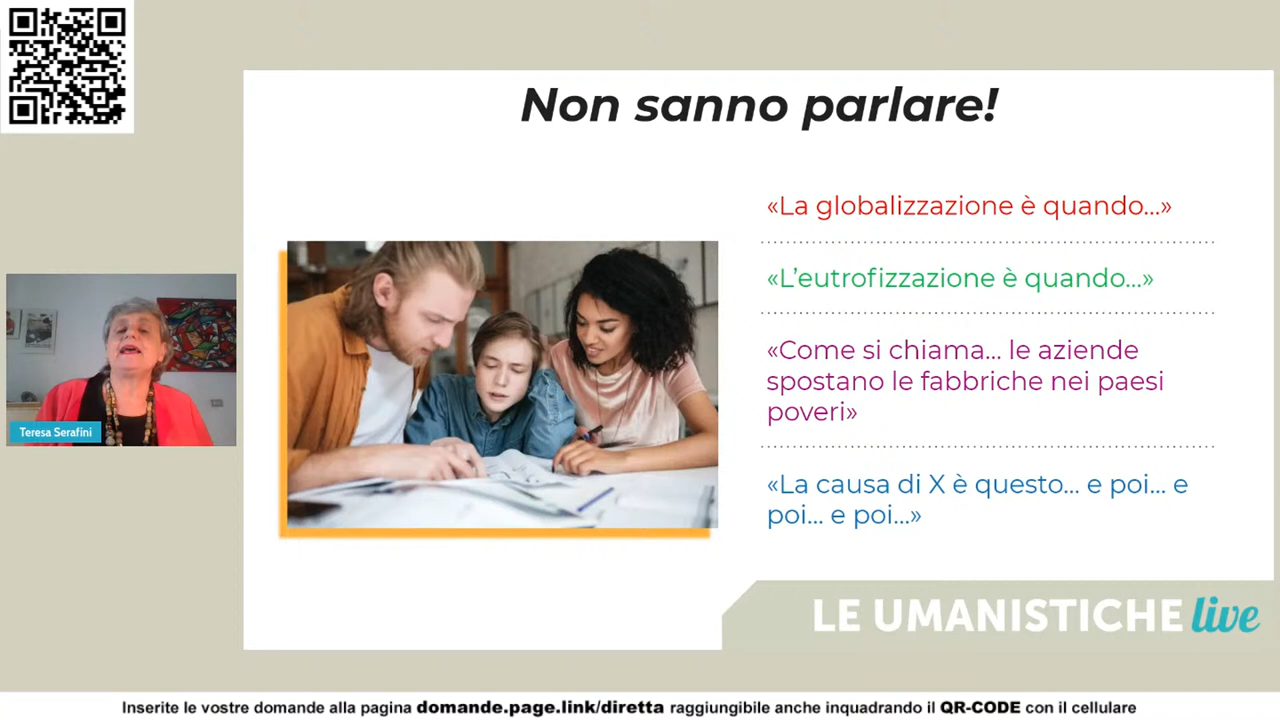 Non sanno parlare!
«La globalizzazione è quando...»
«L’eutrofizzazione è quando...»
«Come si chiama... le aziende
spostano le fabbriche nei paesi
poveri»
«La causa di X è questo... e poi... e
poi... e poi...»
Teresa Serafini
LE UMANISTICHE live
Inserite le vostre domande alla pagina domande.page.link/diretta raggiungibile anche inquadrando il QR-CODE con il cellulare